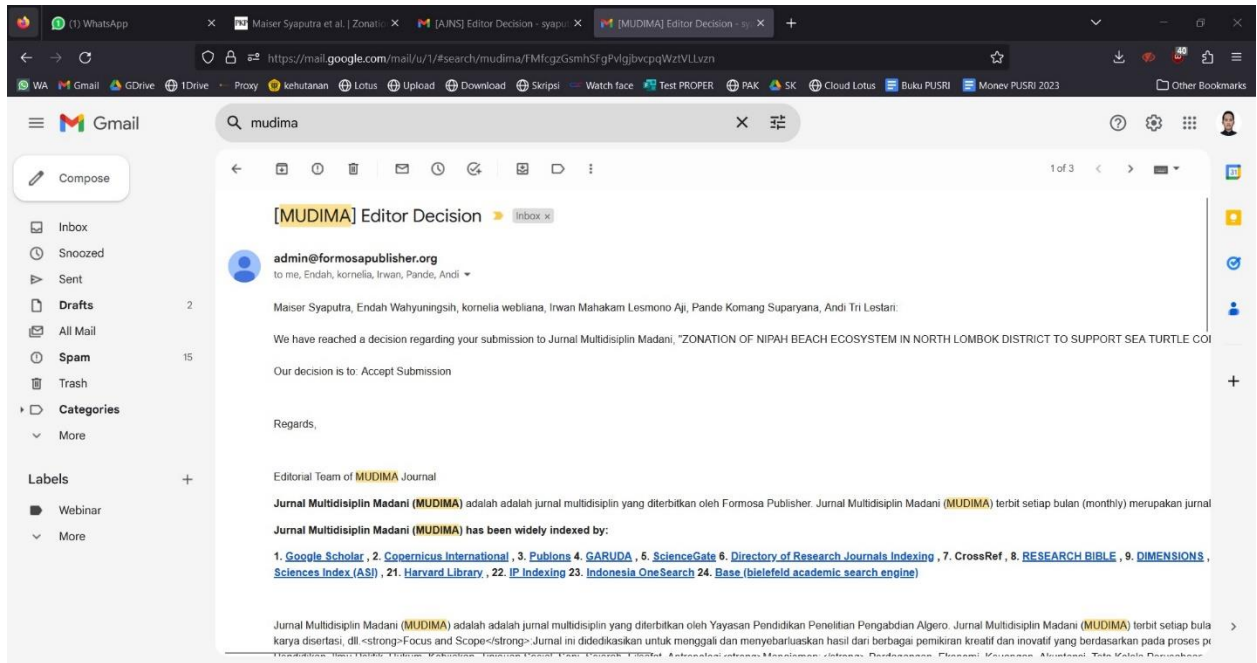 (1) WhatsApp
Maiser Syaputra et al. | Zonatio
[AJNS] Editor Decision - syaput
[MUDIMA] Editor Decision - sy
https://mail.google.com/mail/u/1/#search/mudima/FMfcgzGsmhSFgPvlgjbvcpqWztVLLvzn
40
WA Gmail GDrive 1Drive Proxy kehutanan Lotus Upload Download Skripsi Watch face Test PROPER PAK SK Cloud Lotus Buku PUSRI Monev PUSRI 2023 Other Bookmarks
Gmail
mudima
Compose
1 of 3
Inbox
Snoozed
Sent
Drafts 2
All Mail
Spam 15
Trash
Categories
More
Labels
Webinar
More
[MUDIMA] Editor Decision Inbox x
admin@formosapublisher.org
to me, Endah, kornelia, Irwan, Pande, Andi
Maiser Syaputra, Endah Wahyuningsih, kornelia webliana, Irwan Mahakam Lesmono Aji, Pande Komang Suparyana, Andi Tri Lestari:
We have reached a decision regarding your submission to Jurnal Multidisiplin Madani, "ZONATION OF NIPAH BEACH ECOSYSTEM IN NORTH LOMBOK DISTRICT TO SUPPORT SEA TURTLE
Our decision is to: Accept Submission
Regards,
Editorial Team of MUDIMA Journal
Jurnal Multidisiplin Madani (MUDIMA) adalah adalah jurnal multidisiplin yang diterbitkan oleh Formosa Publisher. Jurnal Multidisiplin Madani (MUDIMA) terbit setiap bulan (monthly) merupakan jurnal
Jurnal Multidisiplin Madani (MUDIMA) has been widely indexed by:
1. Google Scholar , 2. Copernicus International , 3. Publons 4. GARUDA , 5. ScienceGate 6. Directory of Research Journals Indexing , 7. CrossRef , 8. RESEARCH BIBLE , 9. DIMENSIONS ,
Sciences Index (ASI) , 21. Harvard Library , 22. IP Indexing 23. Indonesia OneSearch 24. Base (bielefeld academic search engine)
Jurnal Multidisiplin Madani (MUDIMA) adalah adalah jurnal multidisiplin yang diterbitkan oleh Yayasan Pendidikan Penelitian Pengabdian Algero. Jurnal Multidisiplin Madani (MUDIMA) terbit setiap bula
karya disertasi, dll.<strong>Focus and Scope</strong>:Jurnal ini didedikasikan untuk menggali dan menyebarluaskan hasil dari berbagai pemikiran kreatif dan inovatif yang berdasarkan pada proses